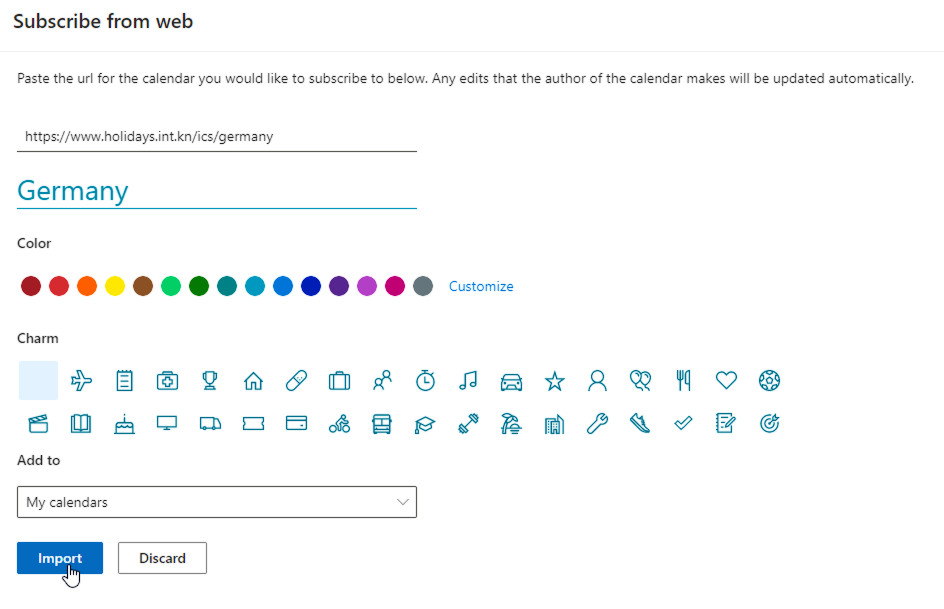 Subscribe from web
Paste the url for the calendar you would like to subscribe to below. Any edits that the author of the calendar makes will be updated automatically.
https://www.holidays.int.kn/ics/germany
Germany
Color
Customize
Charm
Add to
My calendars
Import
Discard